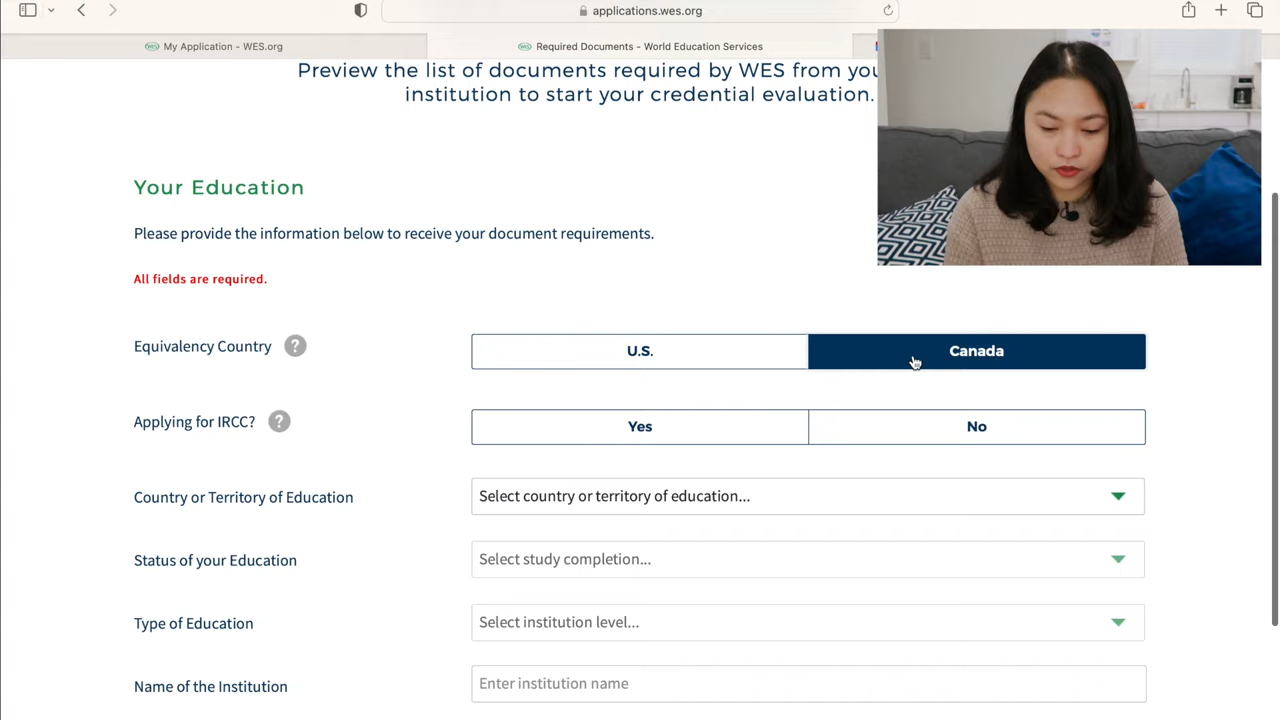 applications.wes.org
My Application - WES.org
Required Documents - World Education Services
Preview the list of documents required by WES from
institution to start your credential evaluation.
Your Education
Please provide the information below to receive your document requirements.
All fields are required.
Equivalency Country ?
U.S.
Canada
Applying for IRCC? ?
Yes
No
Country or Territory of Education
Select country or territory of education...
Status of your Education
Select study completion...
Type of Education
Select institution level...
Name of the Institution
Enter institution name